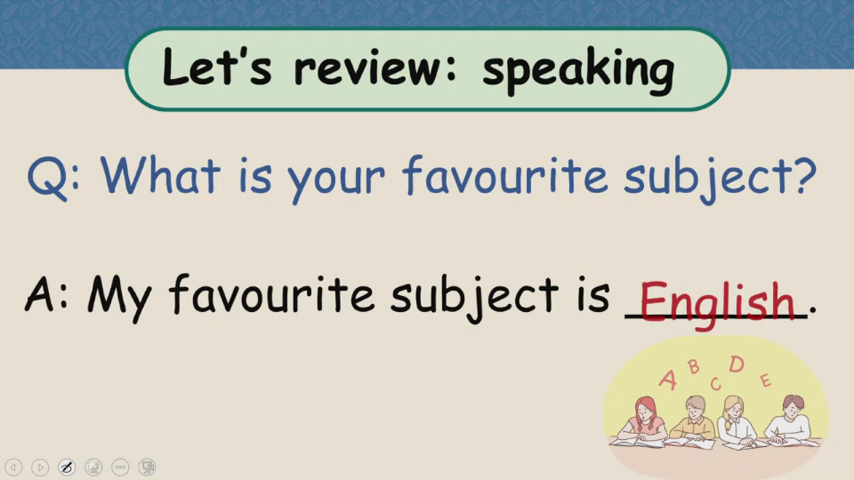 Let's review: speaking
Q: What is your favourite subject?
A: My favourite subject is English.
A B C D E